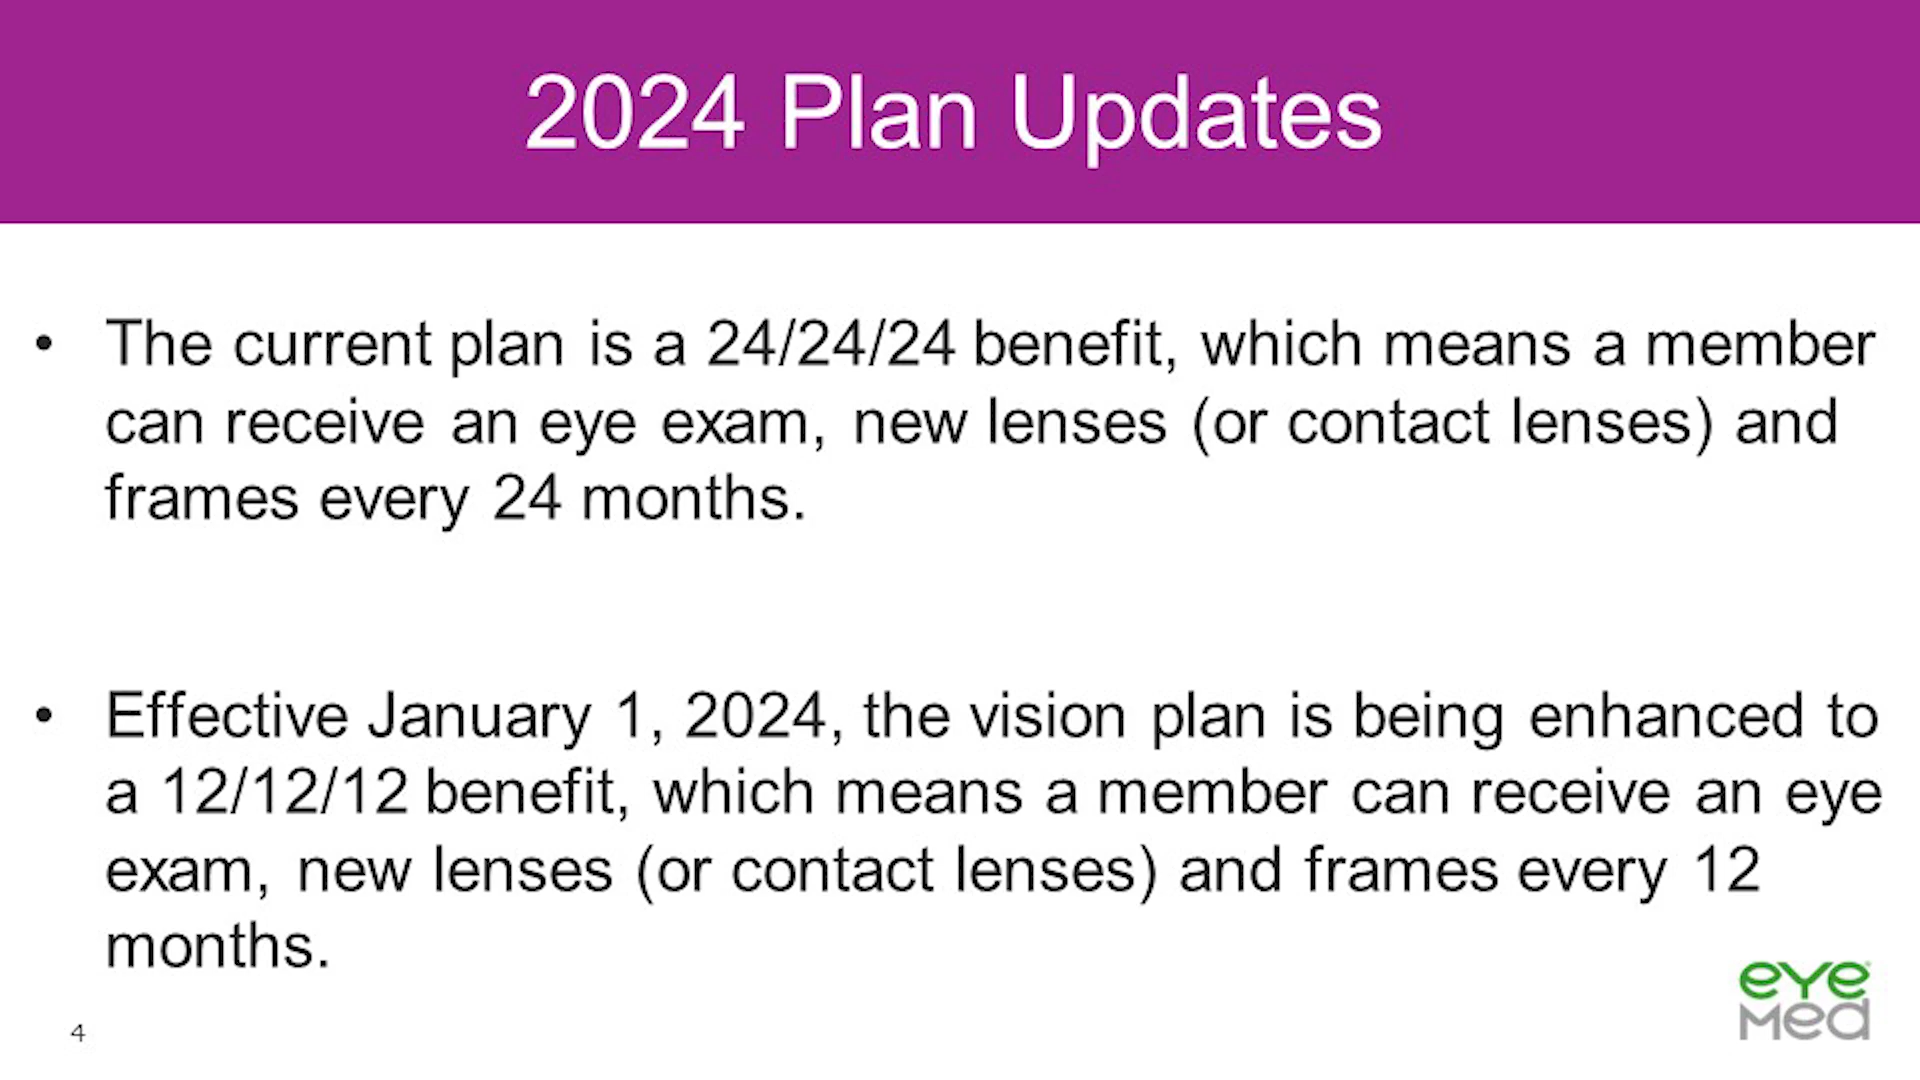 2024 Plan Updates
• The current plan is a 24/24/24 benefit, which means a member
can receive an eye exam, new lenses (or contact lenses) and
frames every 24 months.
• Effective January 1, 2024, the vision plan is being enhanced to
a 12/12/12 benefit, which means a member can receive an eye
exam, new lenses (or contact lenses) and frames every 12
months.
4
eye
Med